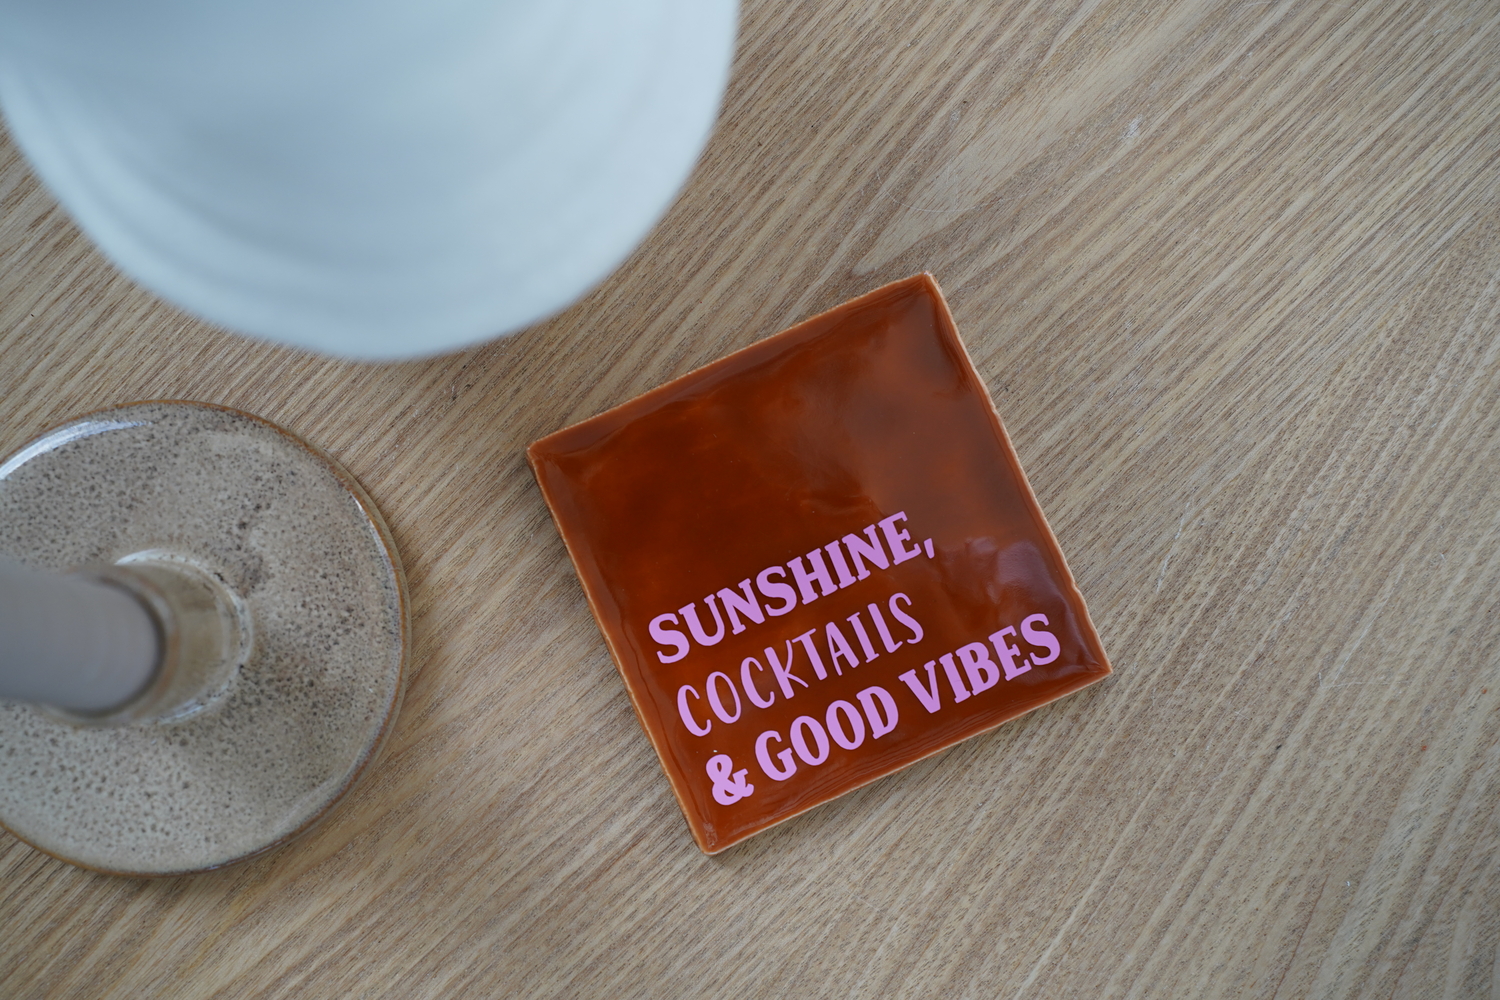 SUNSHINE,
COCKTAILS
& GOOD VIBES